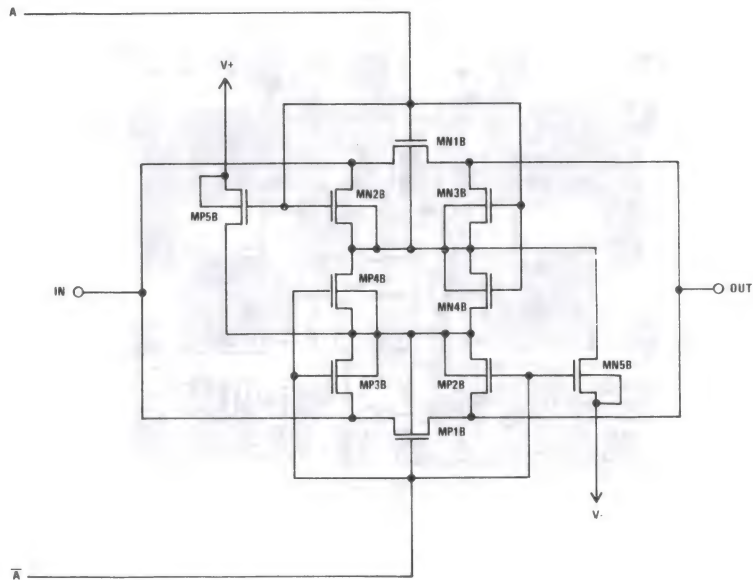 A
V+
MN1B
MN2B
MN3B
MP5B
MP4B
MN4B
IN
OUT
MN5B
MP3B
MP2B
MP1B
V-
A̅